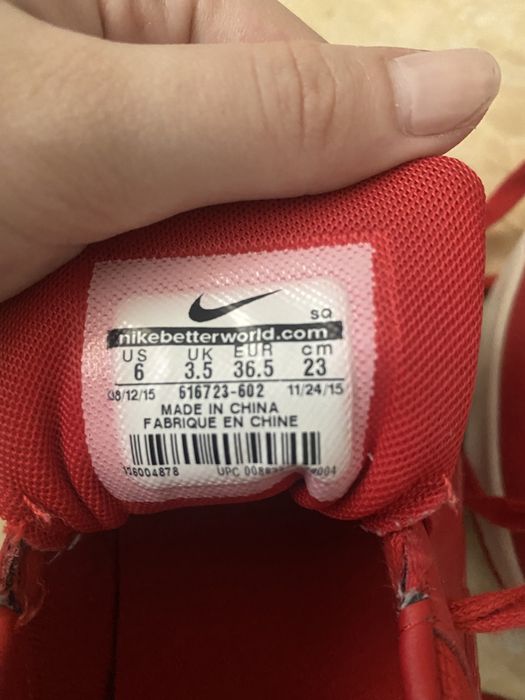 SQ
nikebetterworld.com
US UK EUR cm
6 3.5 36.5 23
08/12/15 616723-602 11/24/15
MADE IN CHINA
FABRIQUE EN CHINE
UPC